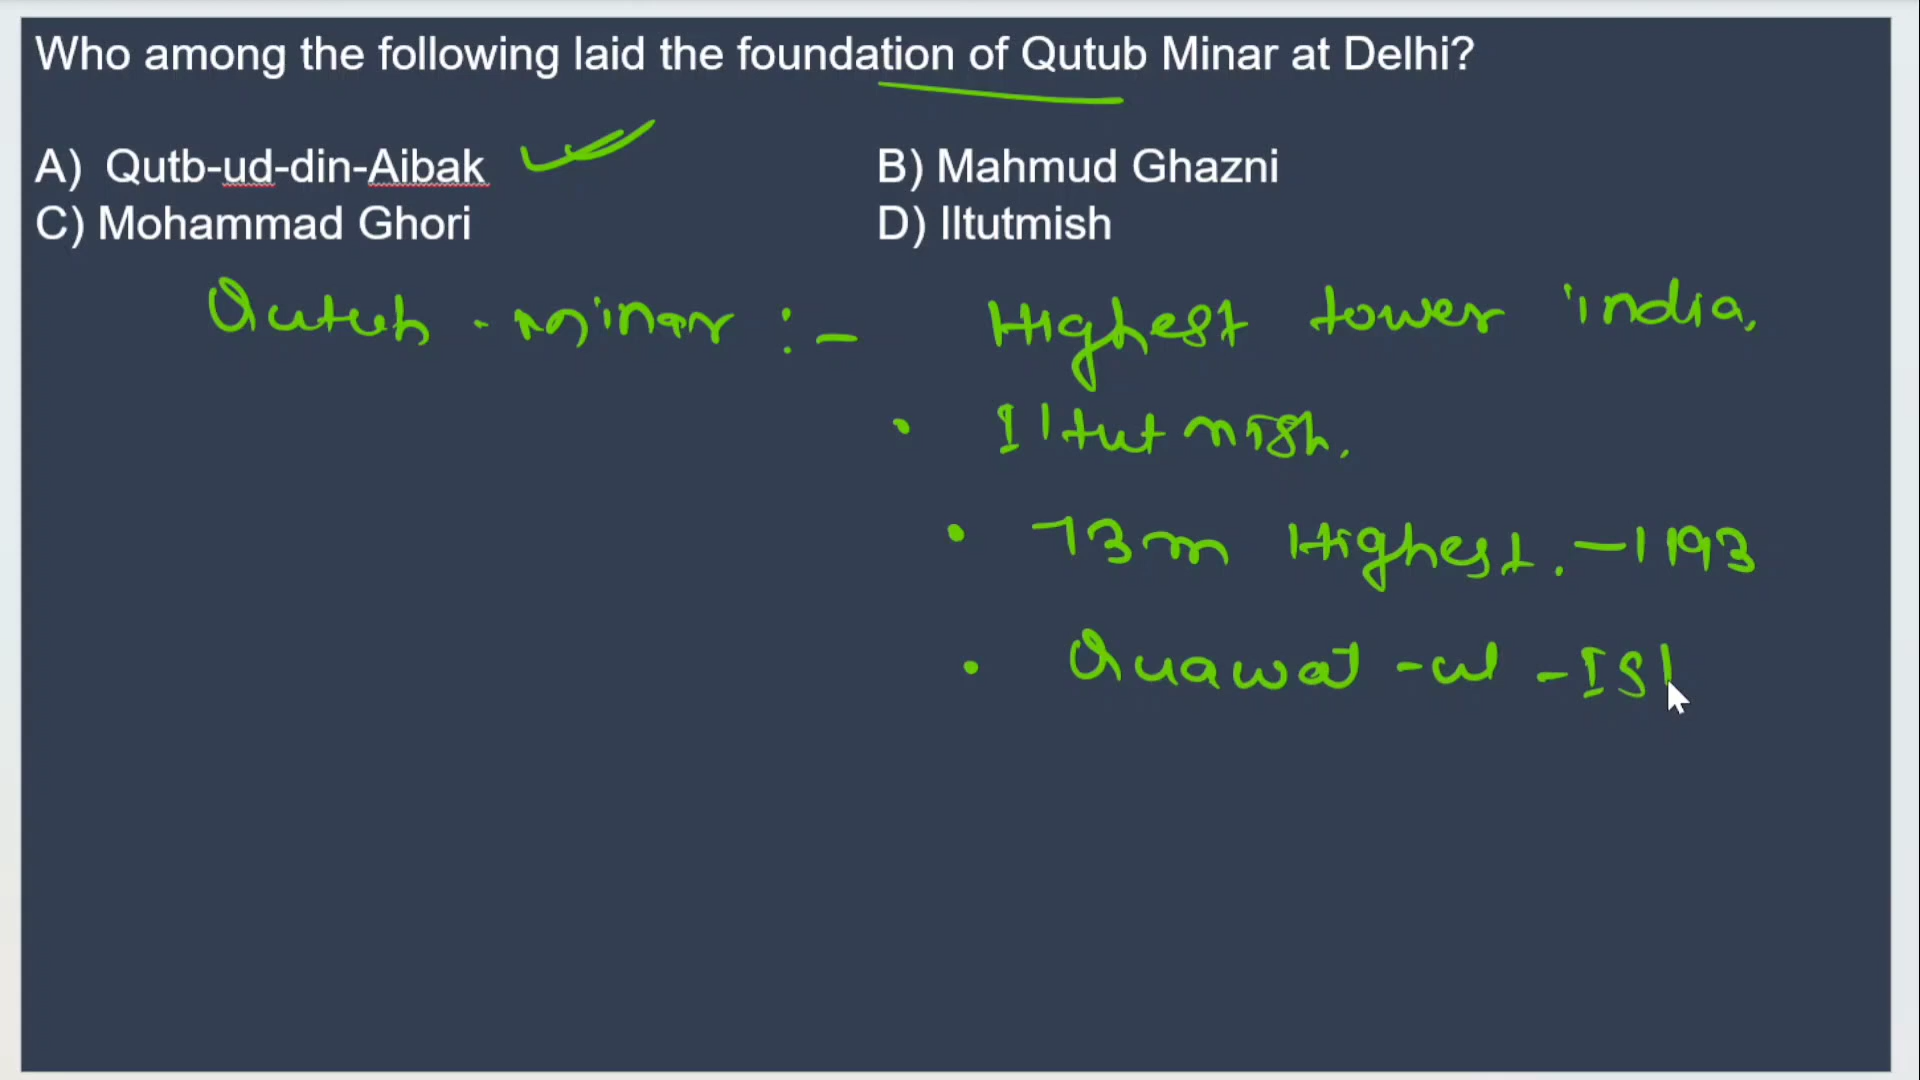 Who among the following laid the foundation of Qutub Minar at Delhi?
A) Qutb-ud-din-Aibak B) Mahmud Ghazni
C) Mohammad Ghori D) Iltutmish
Qutub - minar :- Highest tower india.
• Iltutmish.
• 73m Highest. - 1193
• Quawat - ul - Isl